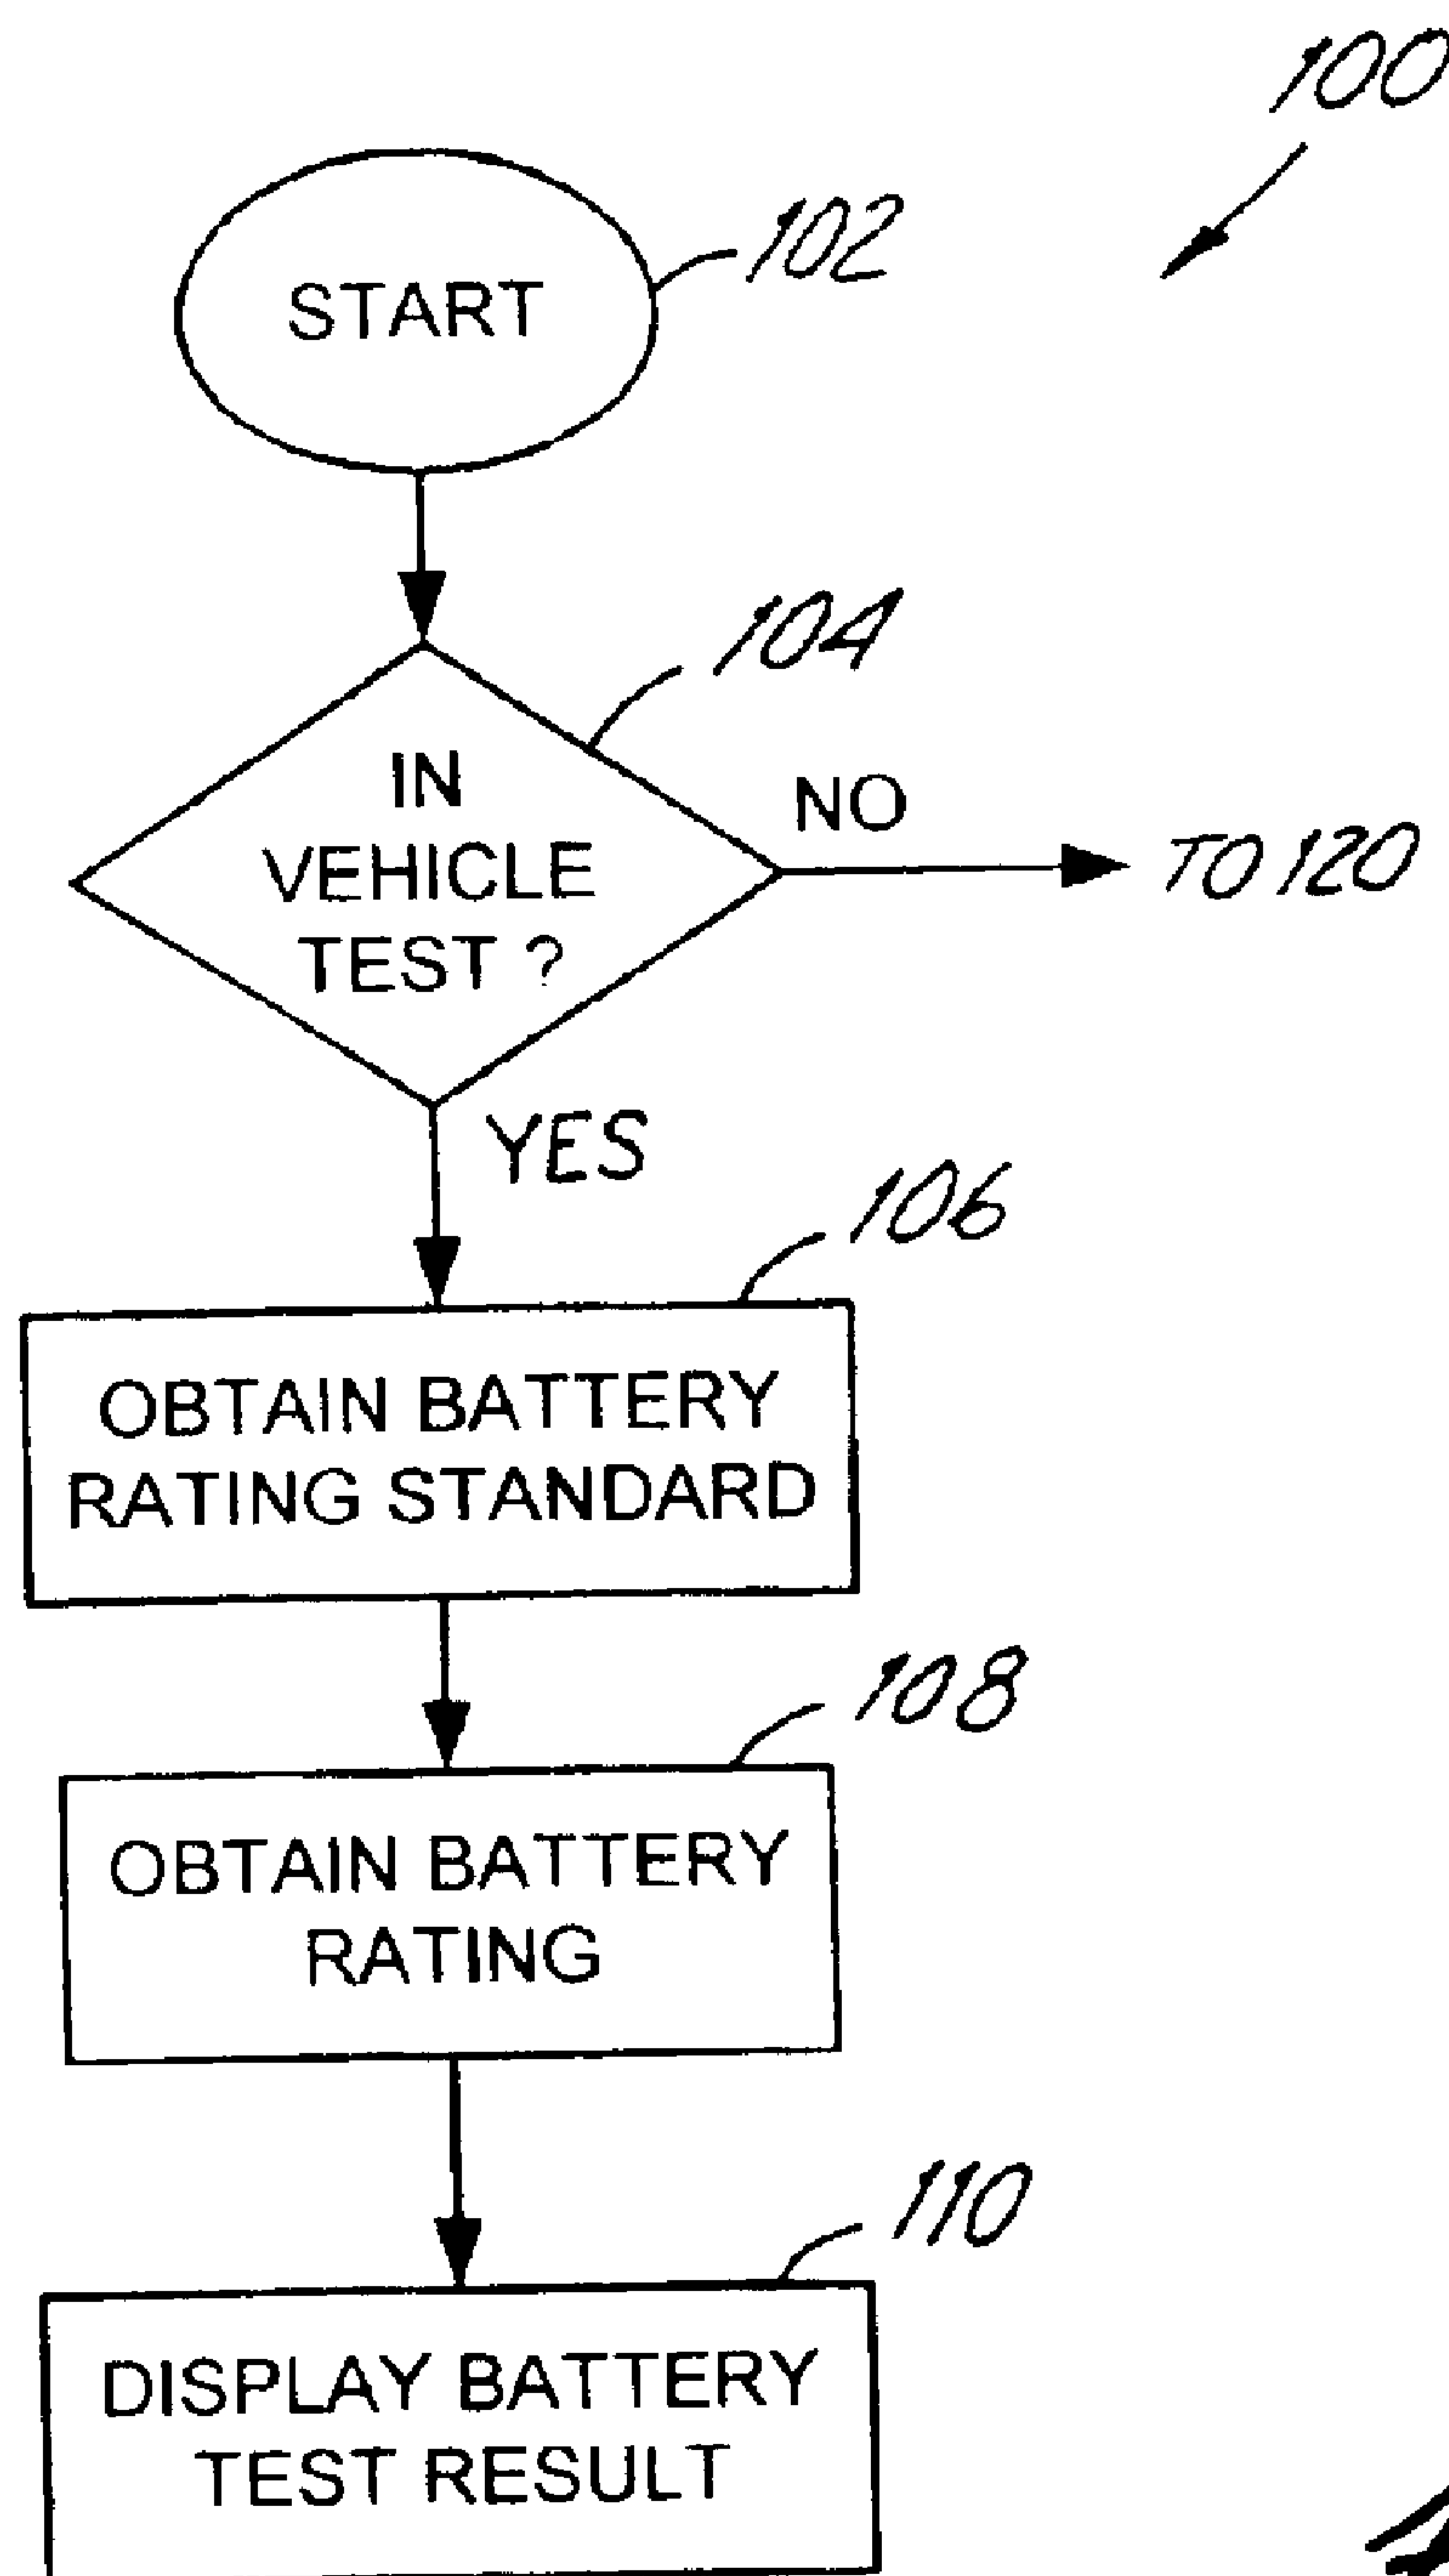 100
START
102
104
IN
VEHICLE
TEST ?
NO
TO 120
YES
106
OBTAIN BATTERY
RATING STANDARD
108
OBTAIN BATTERY
RATING
110
DISPLAY BATTERY
TEST RESULT